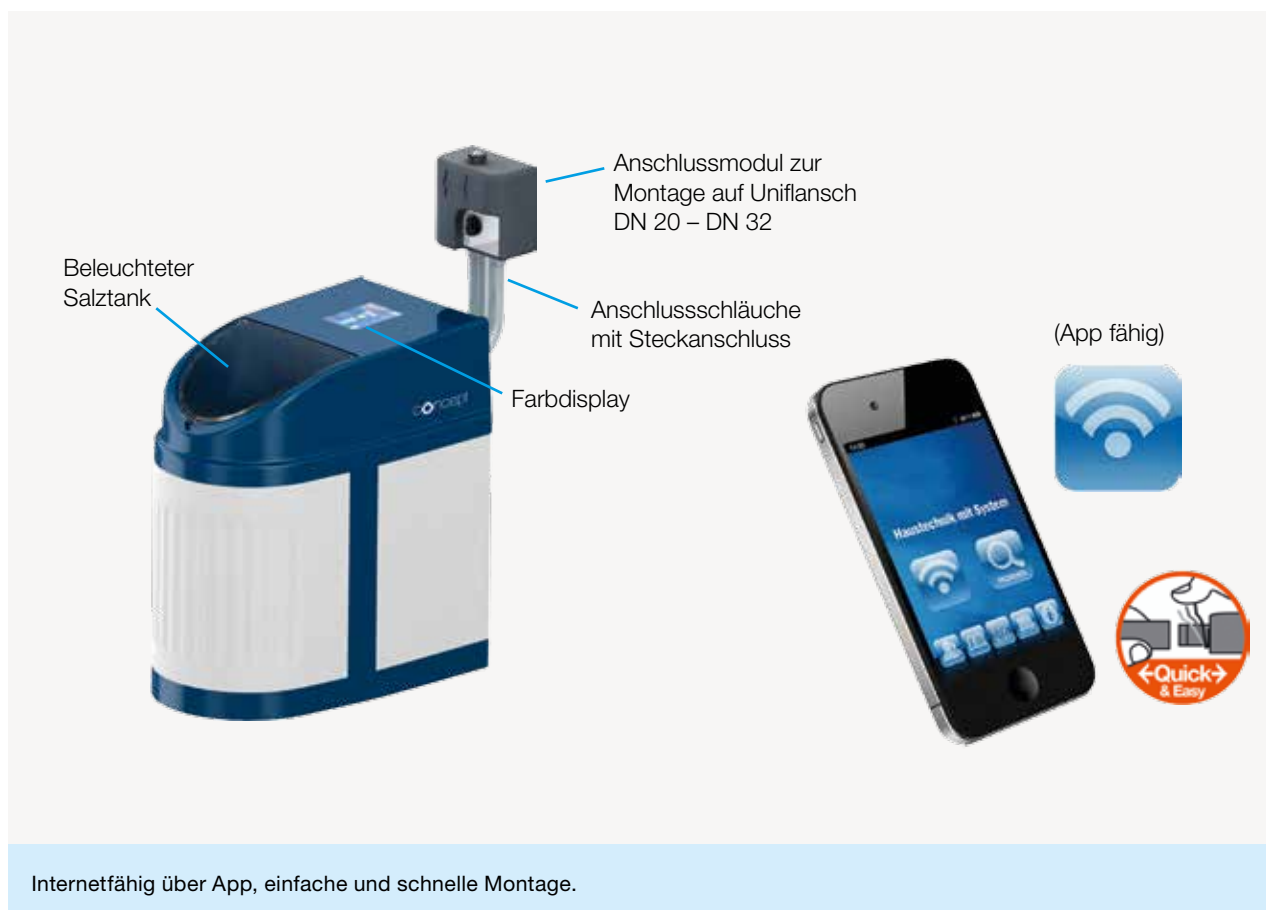 Anschlussmodul zur
Montage auf Uniflansch
DN 20 – DN 32
Beleuchteter
Salztank
Anschlussschläuche
mit Steckanschluss
Farbdisplay
concept
(App fähig)
Haustechnik mit System
←Quick→
& Easy
Internetfähig über App, einfache und schnelle Montage.